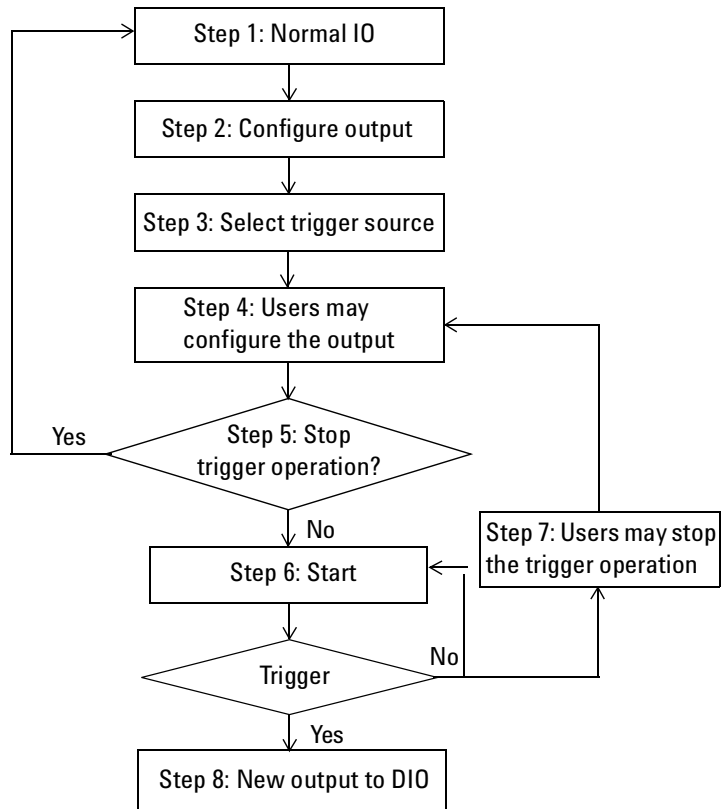 Step 1: Normal IO
Step 2: Configure output
Step 3: Select trigger source
Step 4: Users may
configure the output
Yes
Step 5: Stop
trigger operation?
No
Step 7: Users may stop
the trigger operation
Step 6: Start
No
Trigger
Yes
Step 8: New output to DIO